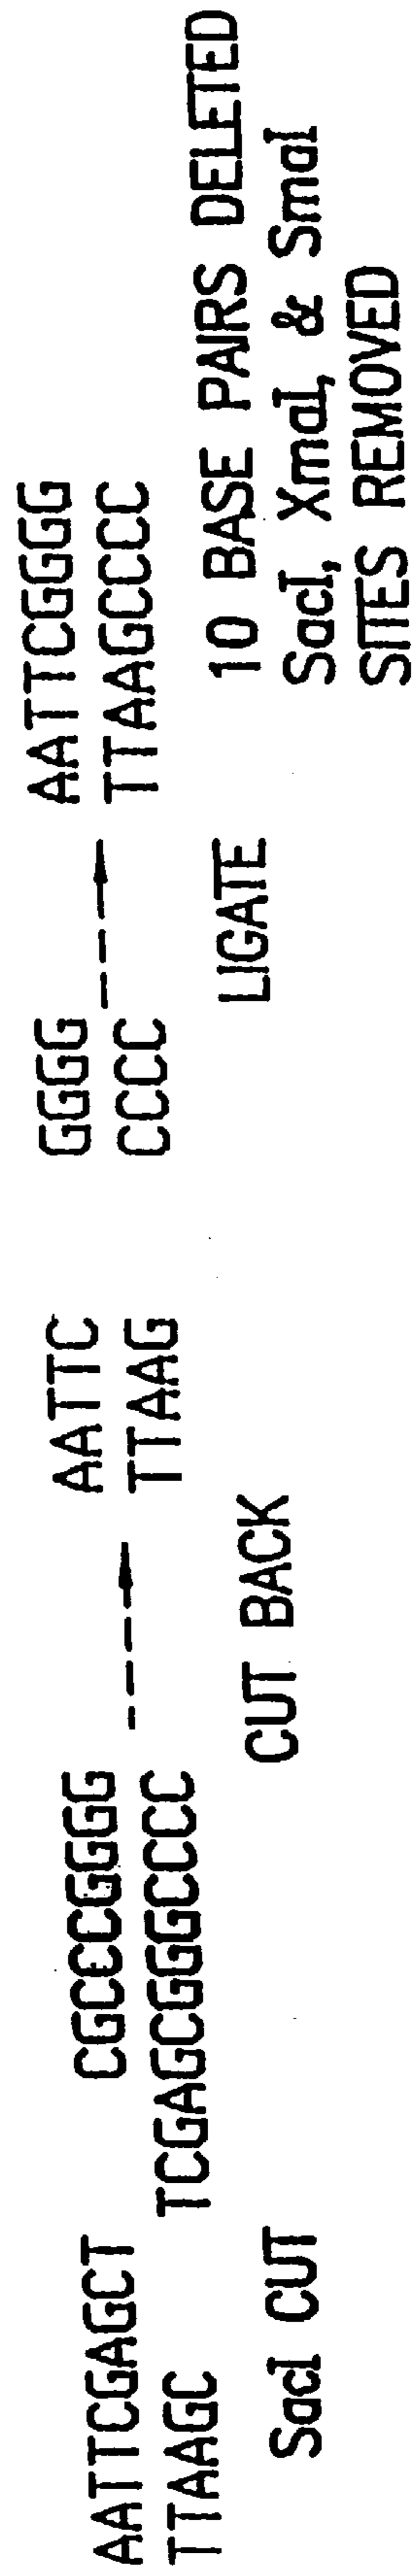 AATTCGAGCT CGCCCGGGG AATTC GGGG AATTCGGGG
TTAAGC TCGAGCGGGCCCC TTAAG CCCC TTAAGCCCC
SacI CUT CUT BACK LIGATE 10 BASE PAIRS DELETED
SacI, XmaI, & SmaI
SITES REMOVED